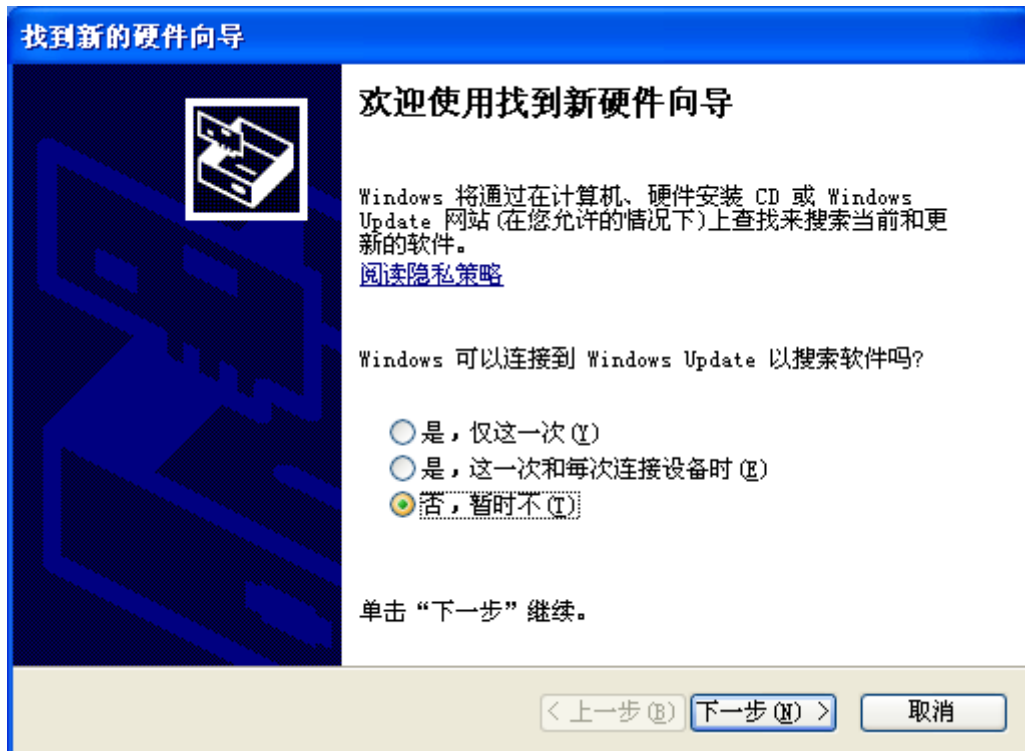 找到新的硬件向导
欢迎使用找到新硬件向导
Windows 将通过在计算机、硬件安装 CD 或 Windows
Update 网站(在您允许的情况下)上查找来搜索当前和更
新的软件。
阅读隐私策略
Windows 可以连接到 Windows Update 以搜索软件吗?
是，仅这一次(Y)
是，这一次和每次连接设备时(E)
否，暂时不(T)
单击“下一步”继续。
< 上一步(B) 下一步(N) > 取消